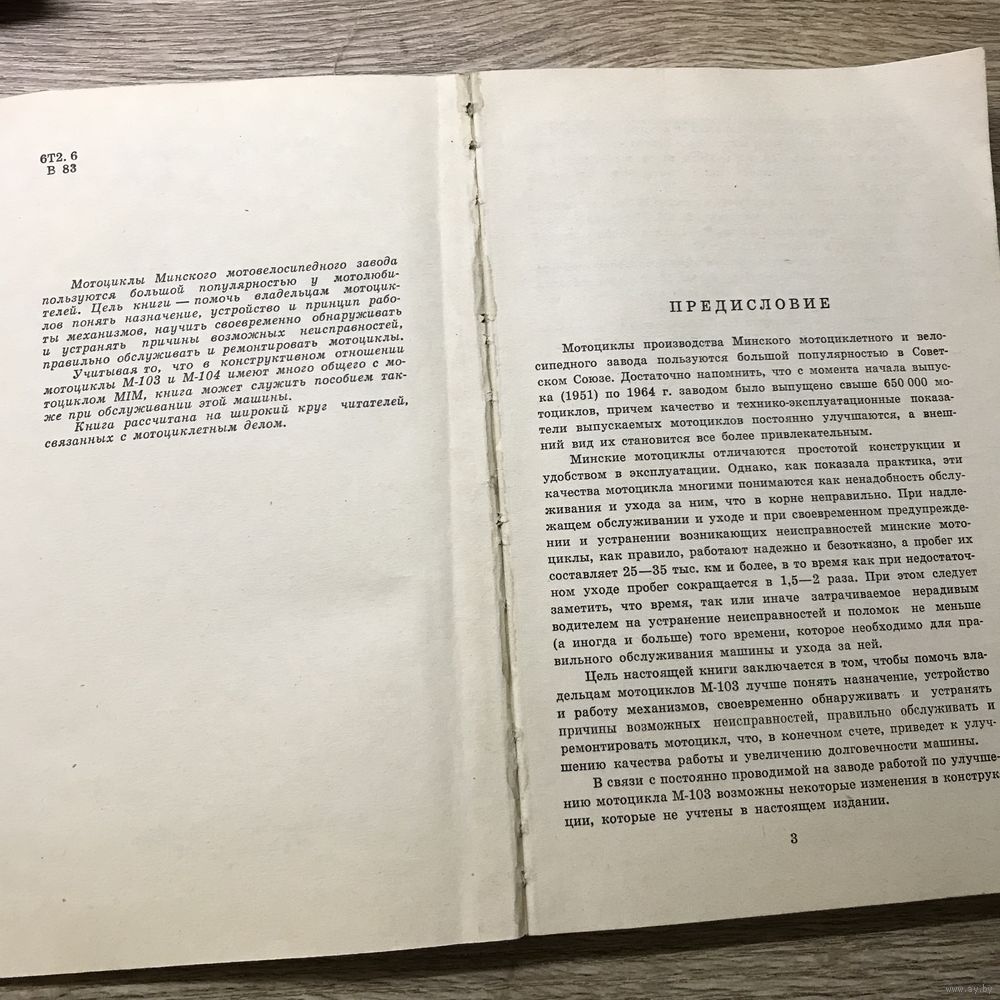 6Т2. 6
В 83
Мотоциклы Минского мотовелосипедного завода
пользуются большой популярностью у мотолюби-
телей. Цель книги — помочь владельцам мотоцик-
лов понять назначение, устройство и принцип рабо-
ты механизмов, научить своевременно обнаруживать
и устранять причины возможных неисправностей,
правильно обслуживать и ремонтировать мотоциклы.
Учитывая то, что в конструктивном отношении
мотоциклы М-103 и М-104 имеют много общего с мо-
тоциклом М1М, книга может служить пособием так-
же при обслуживании этой машины.
Книга рассчитана на широкий круг читателей,
связанных с мотоциклетным делом.
ПРЕДИСЛОВИЕ
Мотоциклы производства Минского мотоциклетного и вело-
сипедного завода пользуются большой популярностью в Совет-
ском Союзе. Достаточно напомнить, что с момента начала выпус-
ка (1951) по 1964 г. заводом было выпущено свыше 650 000 мо-
тоциклов, причем качество и технико-эксплуатационные показа-
тели выпускаемых мотоциклов постоянно улучшаются, а внеш-
ний вид их становится все более привлекательным.
Минские мотоциклы отличаются простотой конструкции и
удобством в эксплуатации. Однако, как показала практика, эти
качества мотоцикла многими понимаются как ненадобность обслу-
живания и ухода за ним, что в корне неправильно. При надле-
жащем обслуживании и уходе и при своевременном предупрежде-
нии и устранении возникающих неисправностей минские мото-
циклы, как правило, работают надежно и безотказно, а пробег их
составляет 25—35 тыс. км и более, в то время как при недостаточ-
ном уходе пробег сокращается в 1,5—2 раза. При этом следует
заметить, что время, так или иначе затрачиваемое нерадивым
водителем на устранение неисправностей и поломок не меньше
(а иногда и больше) того времени, которое необходимо для пра-
вильного обслуживания машины и ухода за ней.
Цель настоящей книги заключается в том, чтобы помочь вла-
дельцам мотоциклов М-103 лучше понять назначение, устройство
и работу механизмов, своевременно обнаруживать и устранять
причины возможных неисправностей, правильно обслуживать и
ремонтировать мотоцикл, что, в конечном счете, приведет к улуч-
шению качества работы и увеличению долговечности машины.
В связи с постоянно проводимой на заводе работой по улучше-
нию мотоцикла М-103 возможны некоторые изменения в конструк-
ции, которые не учтены в настоящем издании.
3
www.ay.by